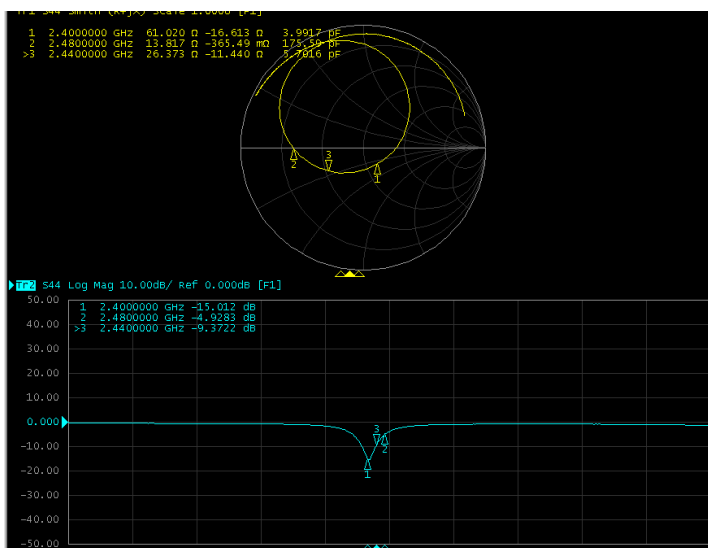 Tr1 S44 Smith (R+jX) Scale 1.0000 [F1]
1 2.4000000 GHz 61.020 Ω -16.613 Ω 3.9917 pF
2 2.4800000 GHz 13.817 Ω -365.49 mΩ 175.59 pF
>3 2.4400000 GHz 26.373 Ω -11.440 Ω 5.7016 pF
3
2
1
Tr2 S44 Log Mag 10.00dB/ Ref 0.000dB [F1]
50.00
1 2.4000000 GHz -15.012 dB
2 2.4800000 GHz -4.9283 dB
>3 2.4400000 GHz -9.3722 dB
40.00
30.00
20.00
10.00
0.000
3
-10.00
2
-20.00
1
-30.00
-40.00
-50.00